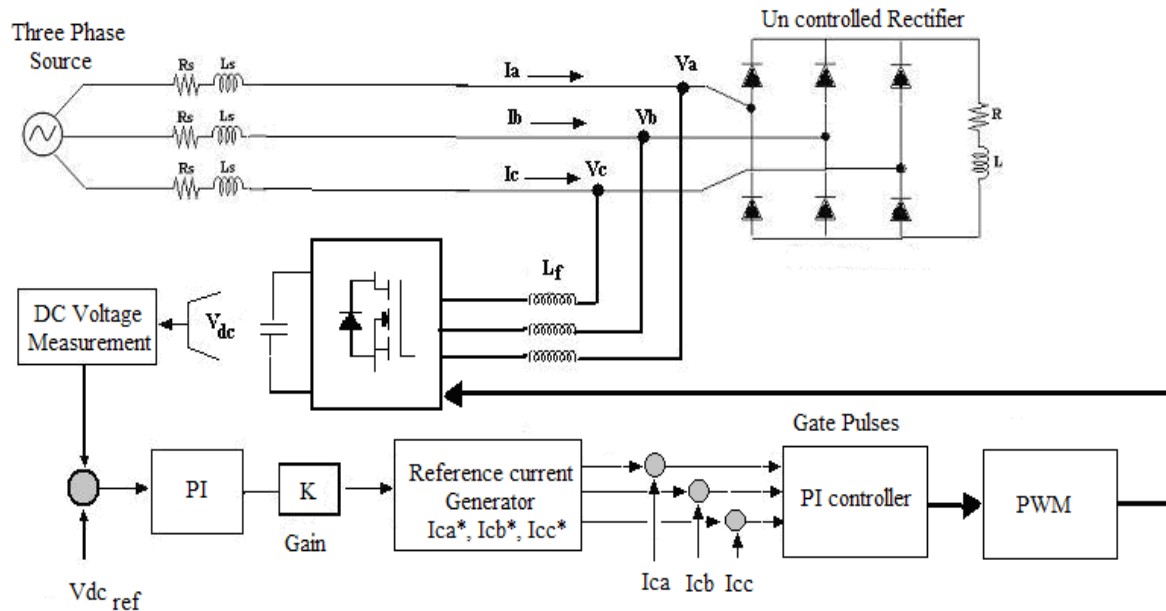 Un controlled Rectifier
Three Phase
Source
Rs Ls
Ia
Va
Rs Ls
Ib
Vb
R
L
Rs Ls
Ic
Vc
Lf
DC Voltage
Measurement
Vdc
Gate Pulses
PI
K
Gain
Reference current
Generator
Ica*, Icb*, Icc*
PI controller
PWM
Ica
Icb
Icc
Vdc ref